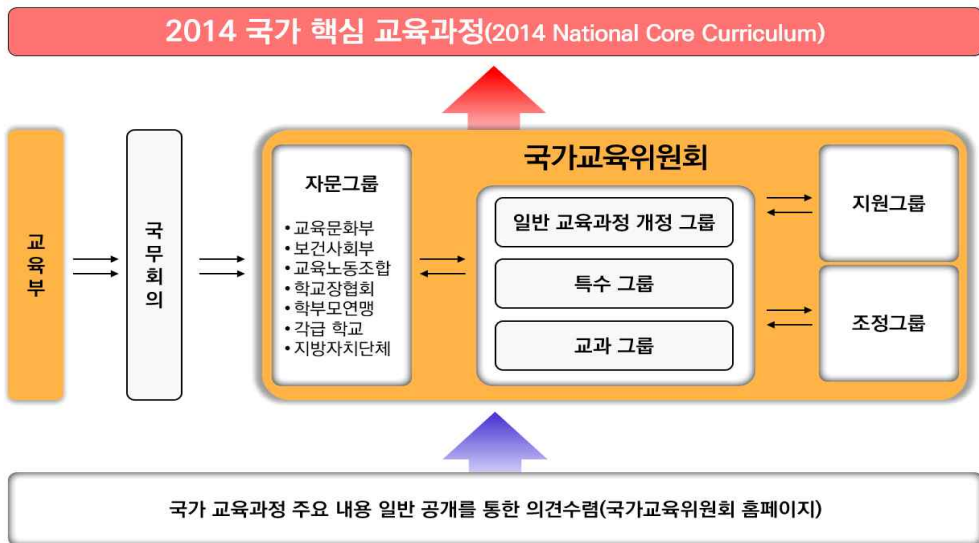 2014 국가 핵심 교육과정(2014 National Core Curriculum)
교육부
국무회의
국가교육위원회
자문그룹
•교육문화부
•보건사회부
•교육노동조합
•학교장협회
•학부모연맹
•각급 학교
•지방자치단체
일반 교육과정 개정 그룹
특수 그룹
교과 그룹
지원그룹
조정그룹
국가 교육과정 주요 내용 일반 공개를 통한 의견수렴(국가교육위원회 홈페이지)